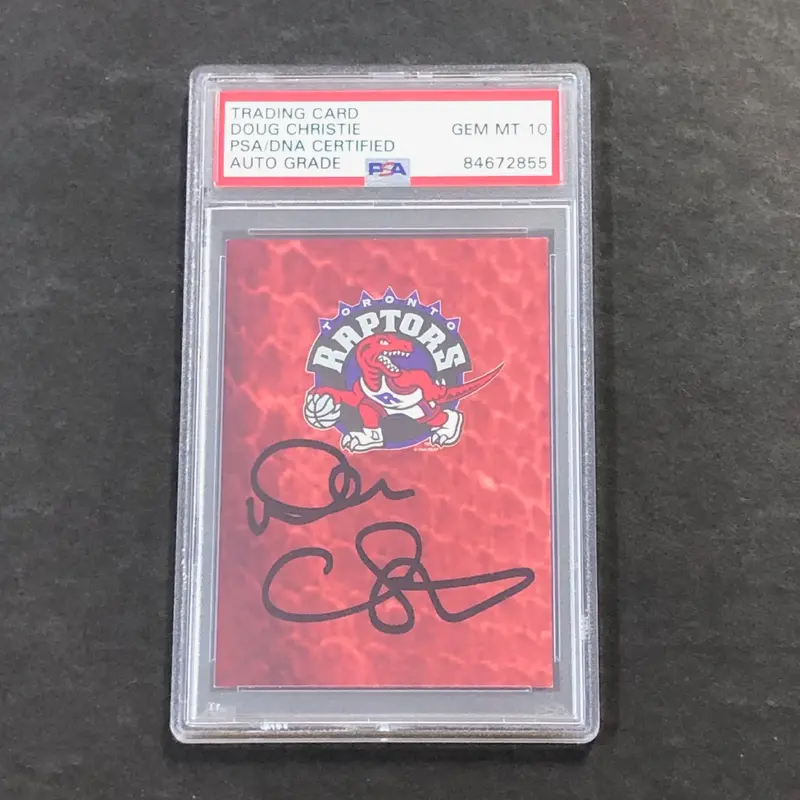 TRADING CARD
DOUG CHRISTIE GEM MT 10
PSA/DNA CERTIFIED
AUTO GRADE PSA 84672855
TORONTO
RAPTORS